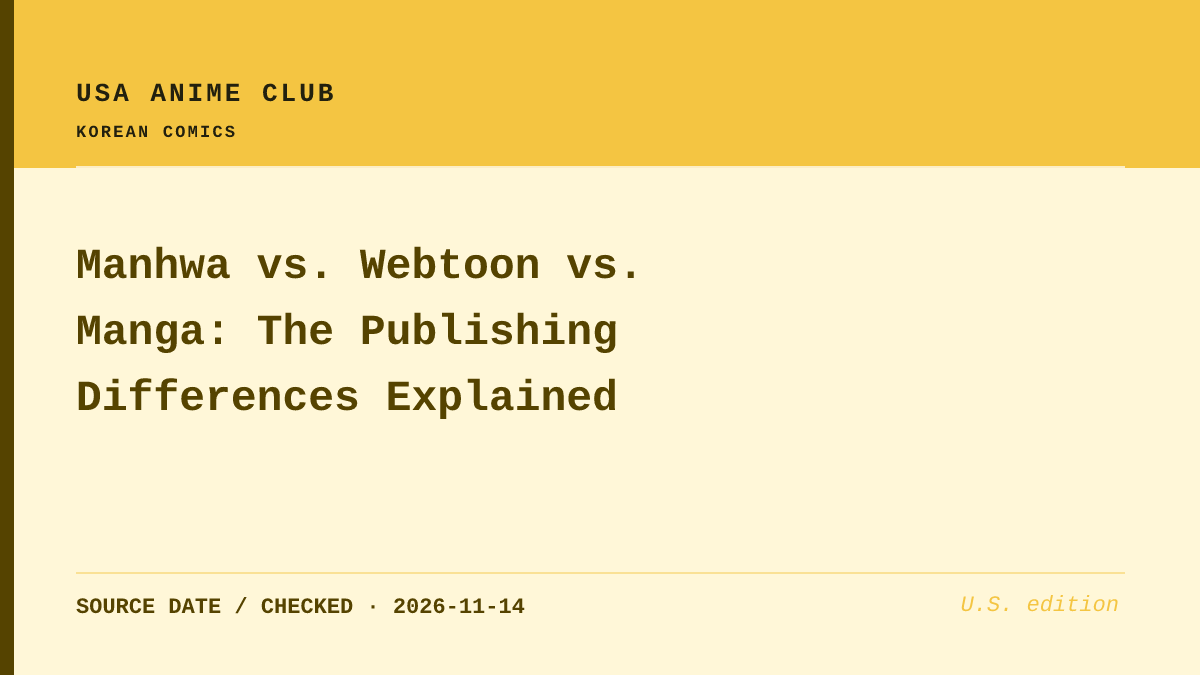 USA ANIME CLUB
KOREAN COMICS
Manhwa vs. Webtoon vs.
Manga: The Publishing
Differences Explained
SOURCE DATE / CHECKED · 2026-11-14
U.S. edition